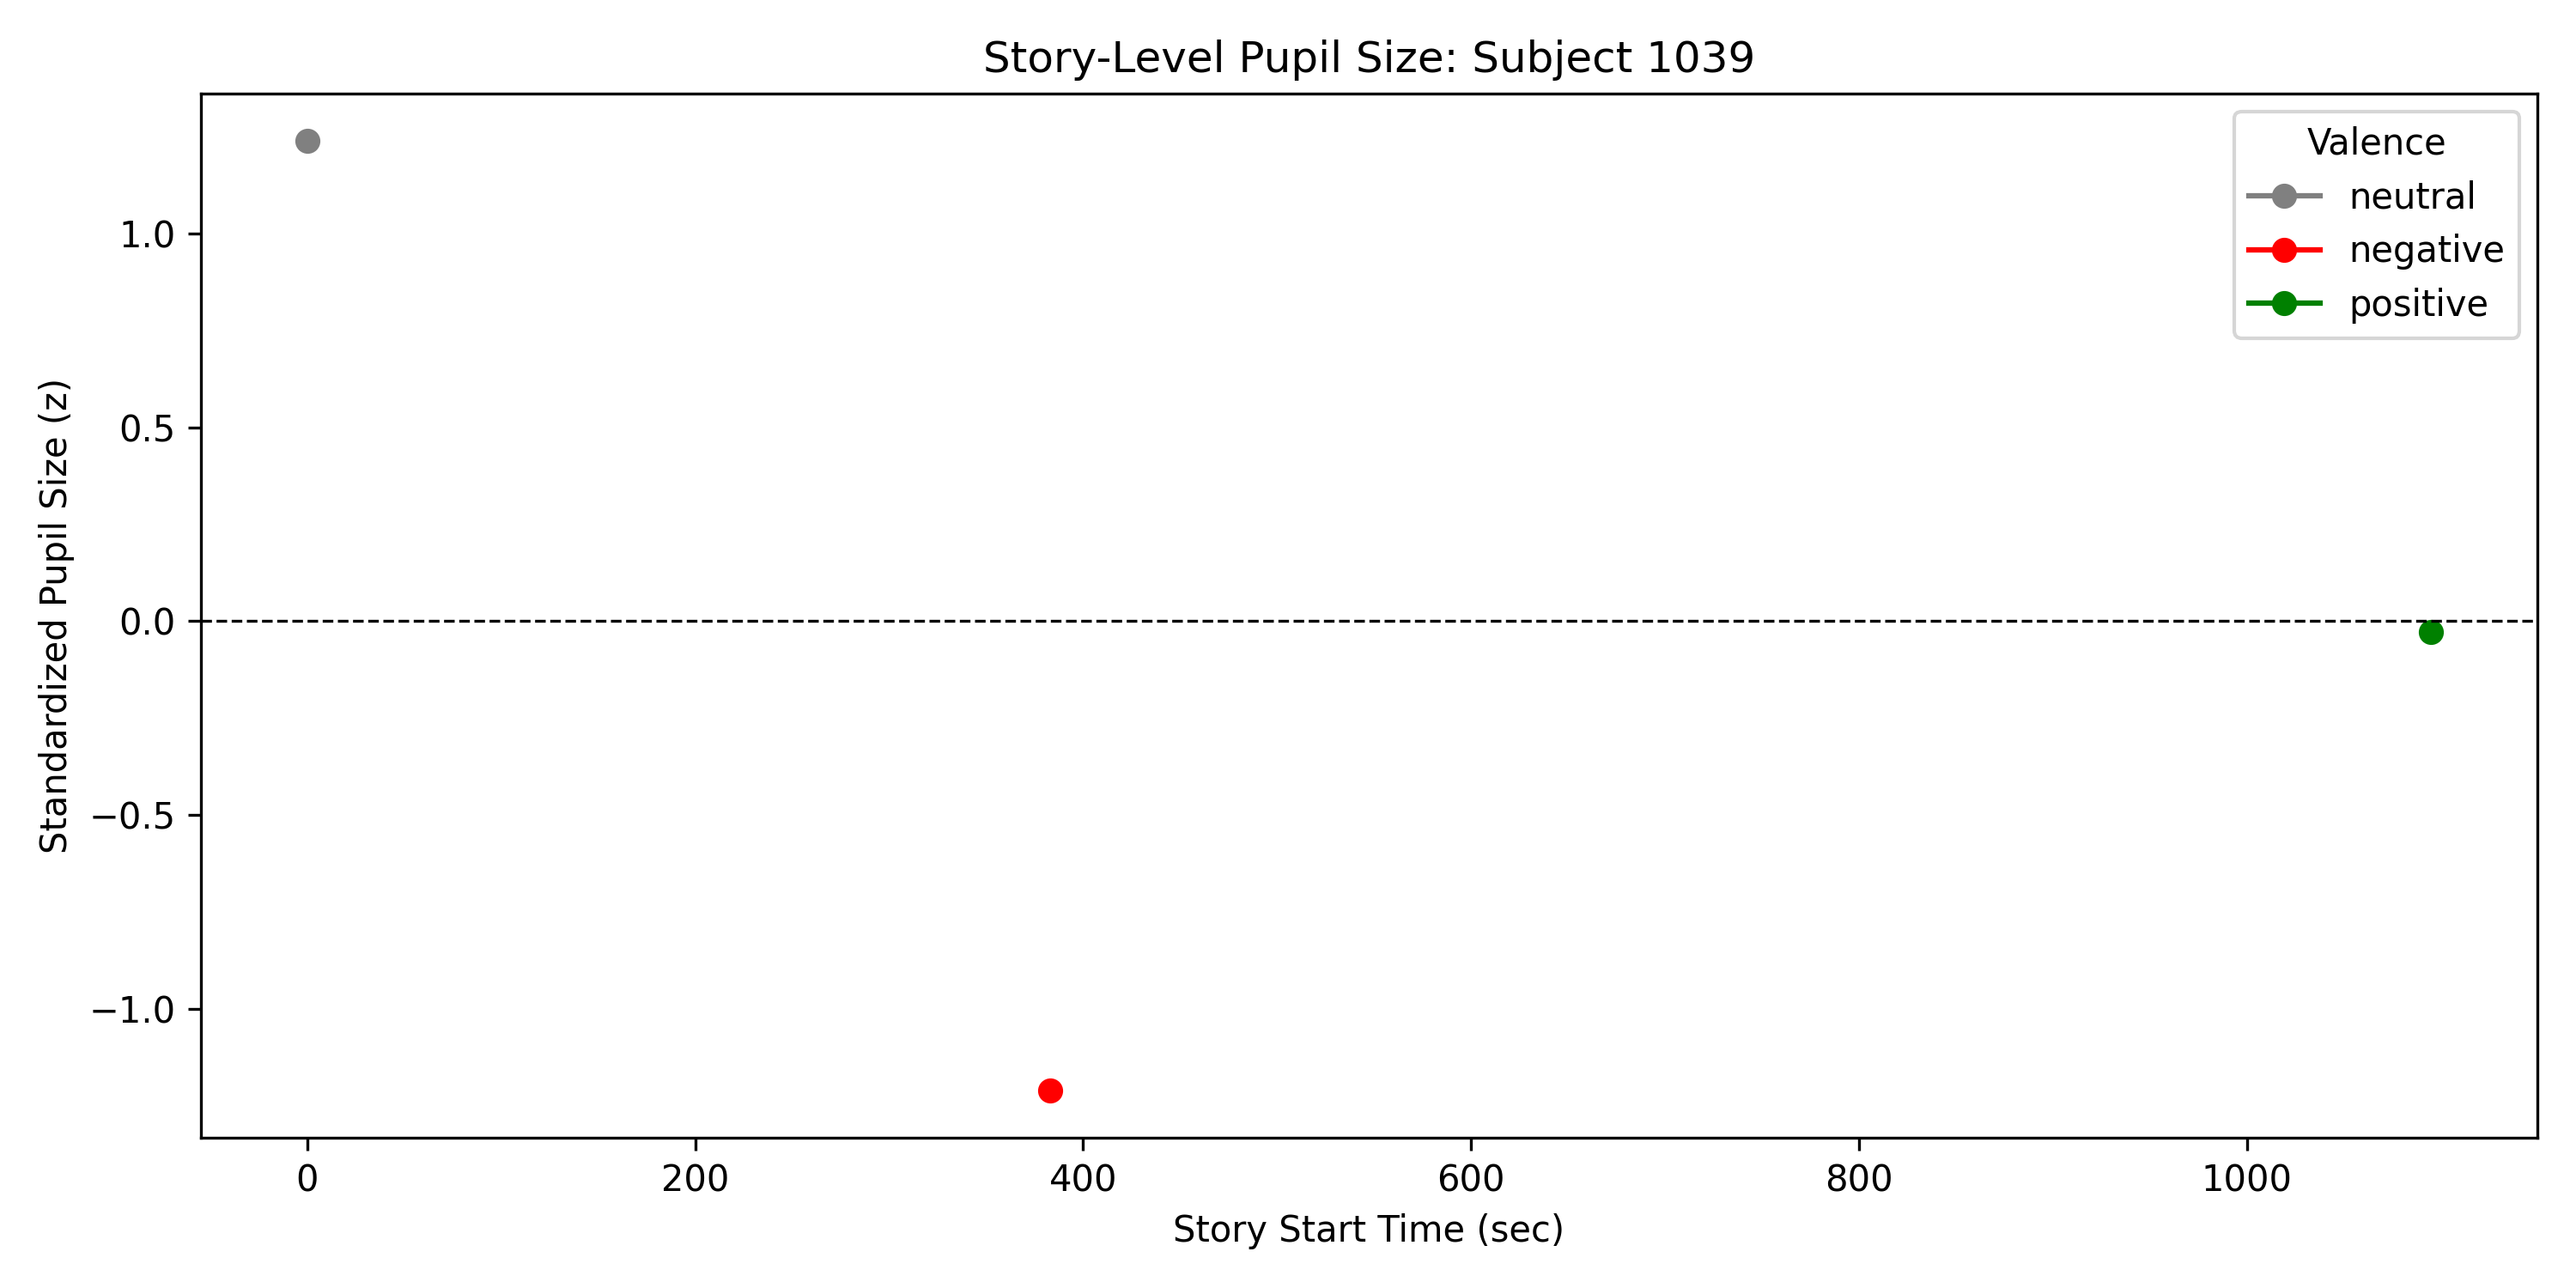 Story-Level Pupil Size: Subject 1039
Valence
neutral
negative
positive
Standardized Pupil Size (z)
1.0
0.5
0.0
−0.5
−1.0
0 200 400 600 800 1000
Story Start Time (sec)